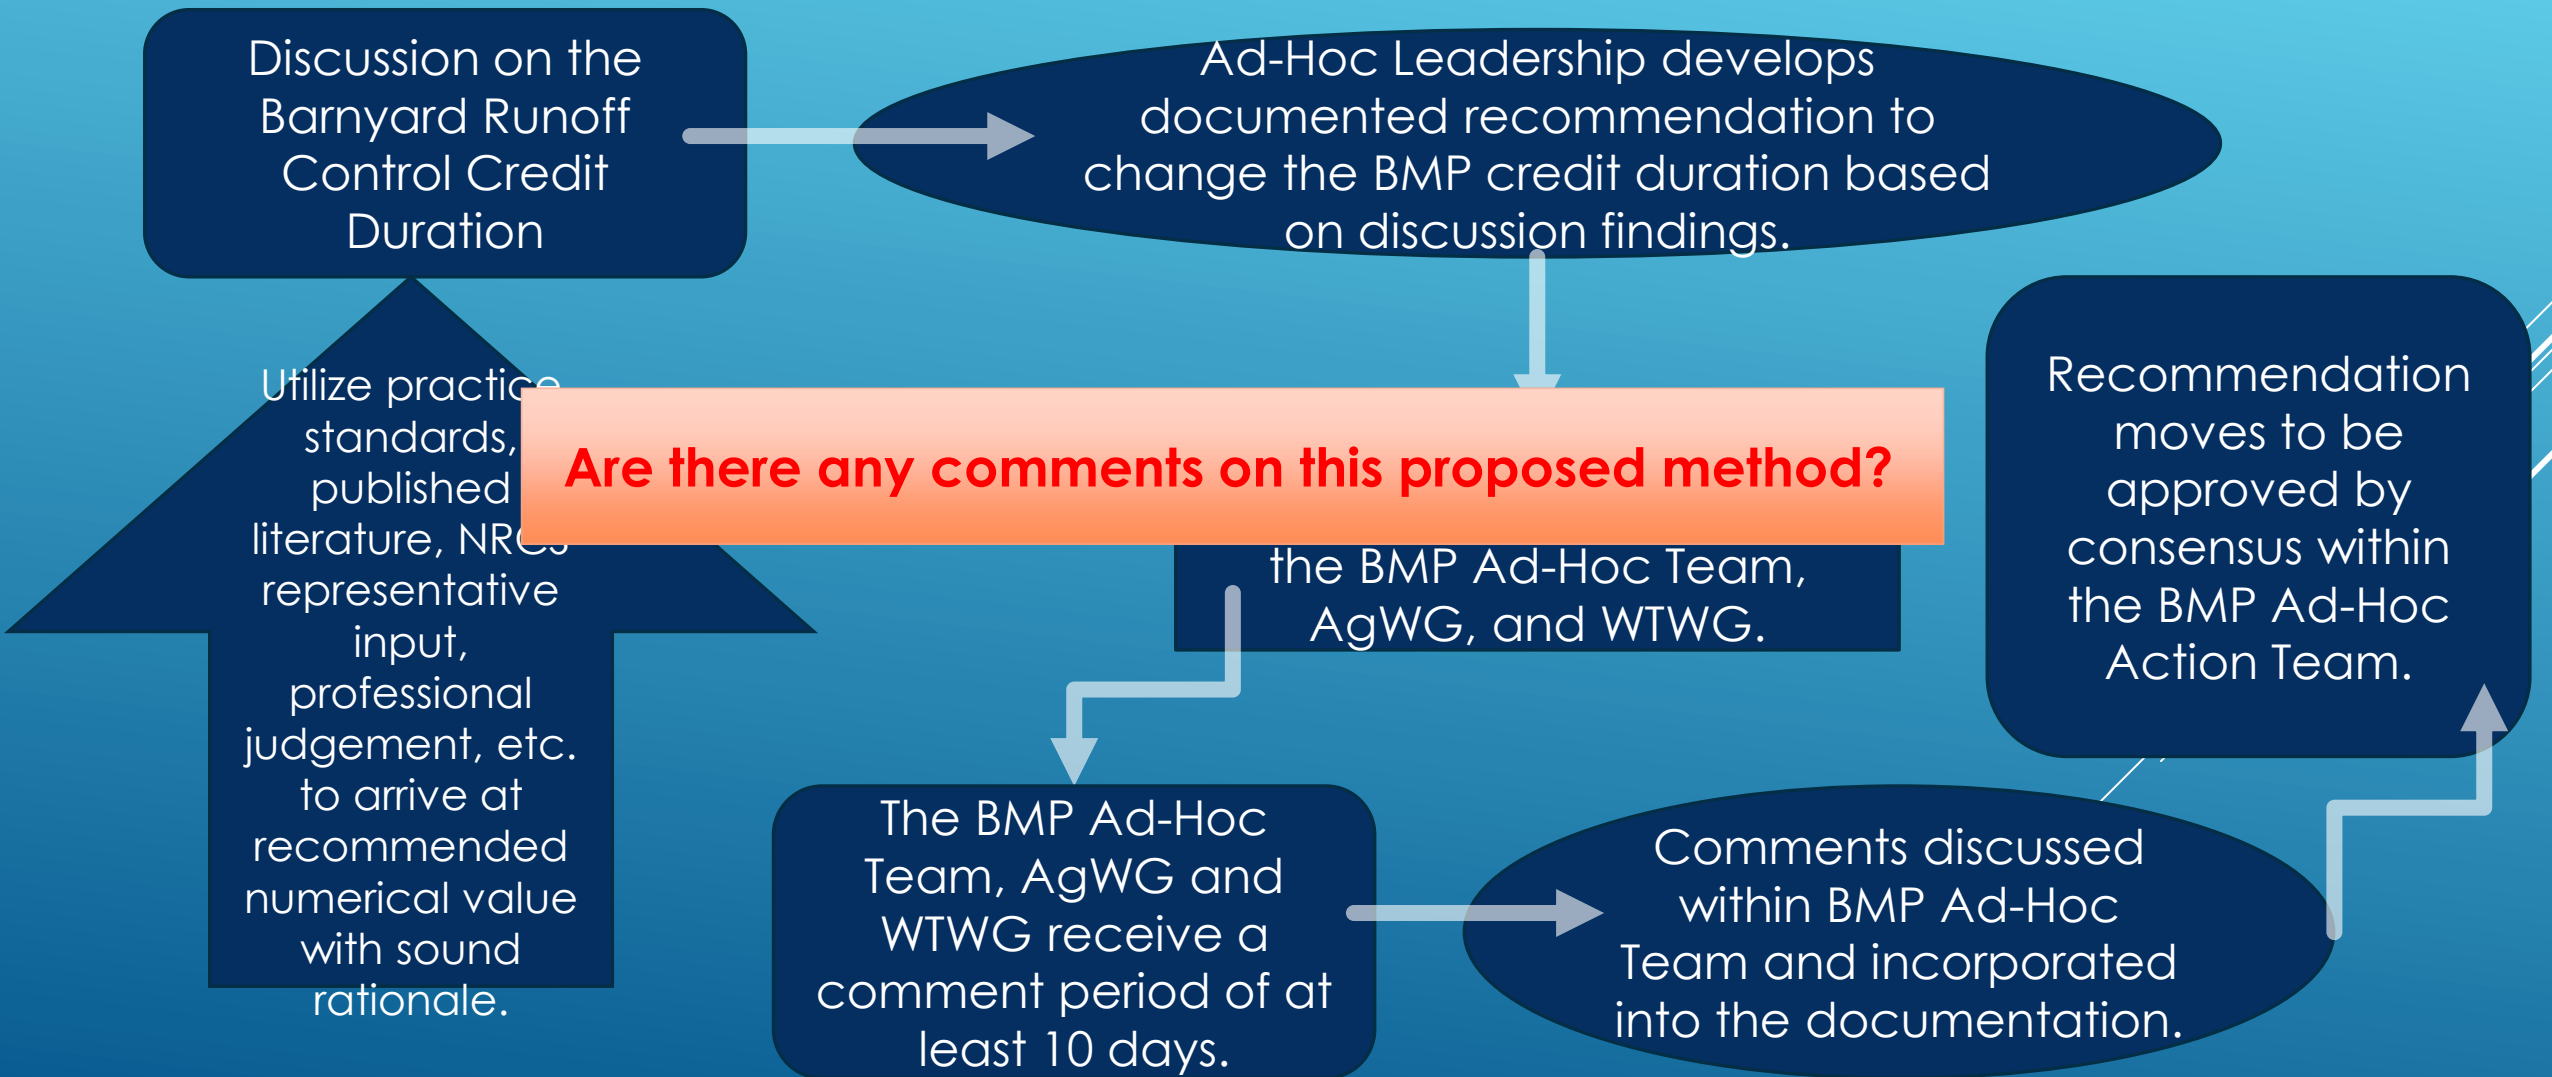 Discussion on the
Barnyard Runoff
Control Credit
Duration
Ad-Hoc Leadership develops
documented recommendation to
change the BMP credit duration based
on discussion findings.
Utilize practice
standards,
published
literature, NRCS
representative
input,
professional
judgement, etc.
to arrive at
recommended
numerical value
with sound
rationale.
Are there any comments on this proposed method?
the BMP Ad-Hoc Team,
AgWG, and WTWG.
The BMP Ad-Hoc
Team, AgWG and
WTWG receive a
comment period of at
least 10 days.
Comments discussed
within BMP Ad-Hoc
Team and incorporated
into the documentation.
Recommendation
moves to be
approved by
consensus within
the BMP Ad-Hoc
Action Team.